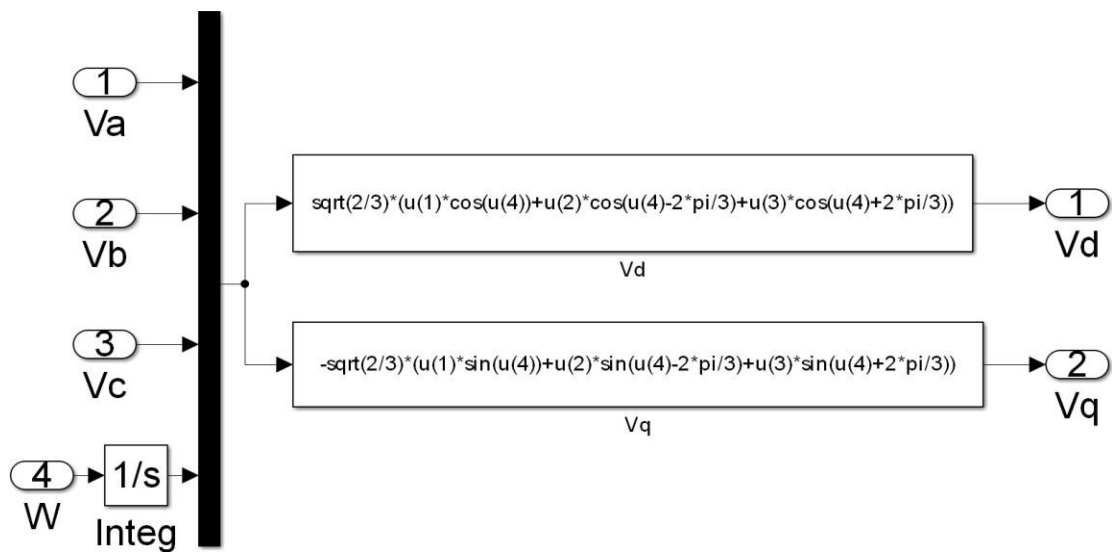 1
Va
2
Vb
3
Vc
4
W
1/s
Integ
sqrt(2/3)*(u(1)*cos(u(4))+u(2)*cos(u(4)-2*pi/3)+u(3)*cos(u(4)+2*pi/3))
Vd
-sqrt(2/3)*(u(1)*sin(u(4))+u(2)*sin(u(4)-2*pi/3)+u(3)*sin(u(4)+2*pi/3))
Vq
1
Vd
2
Vq